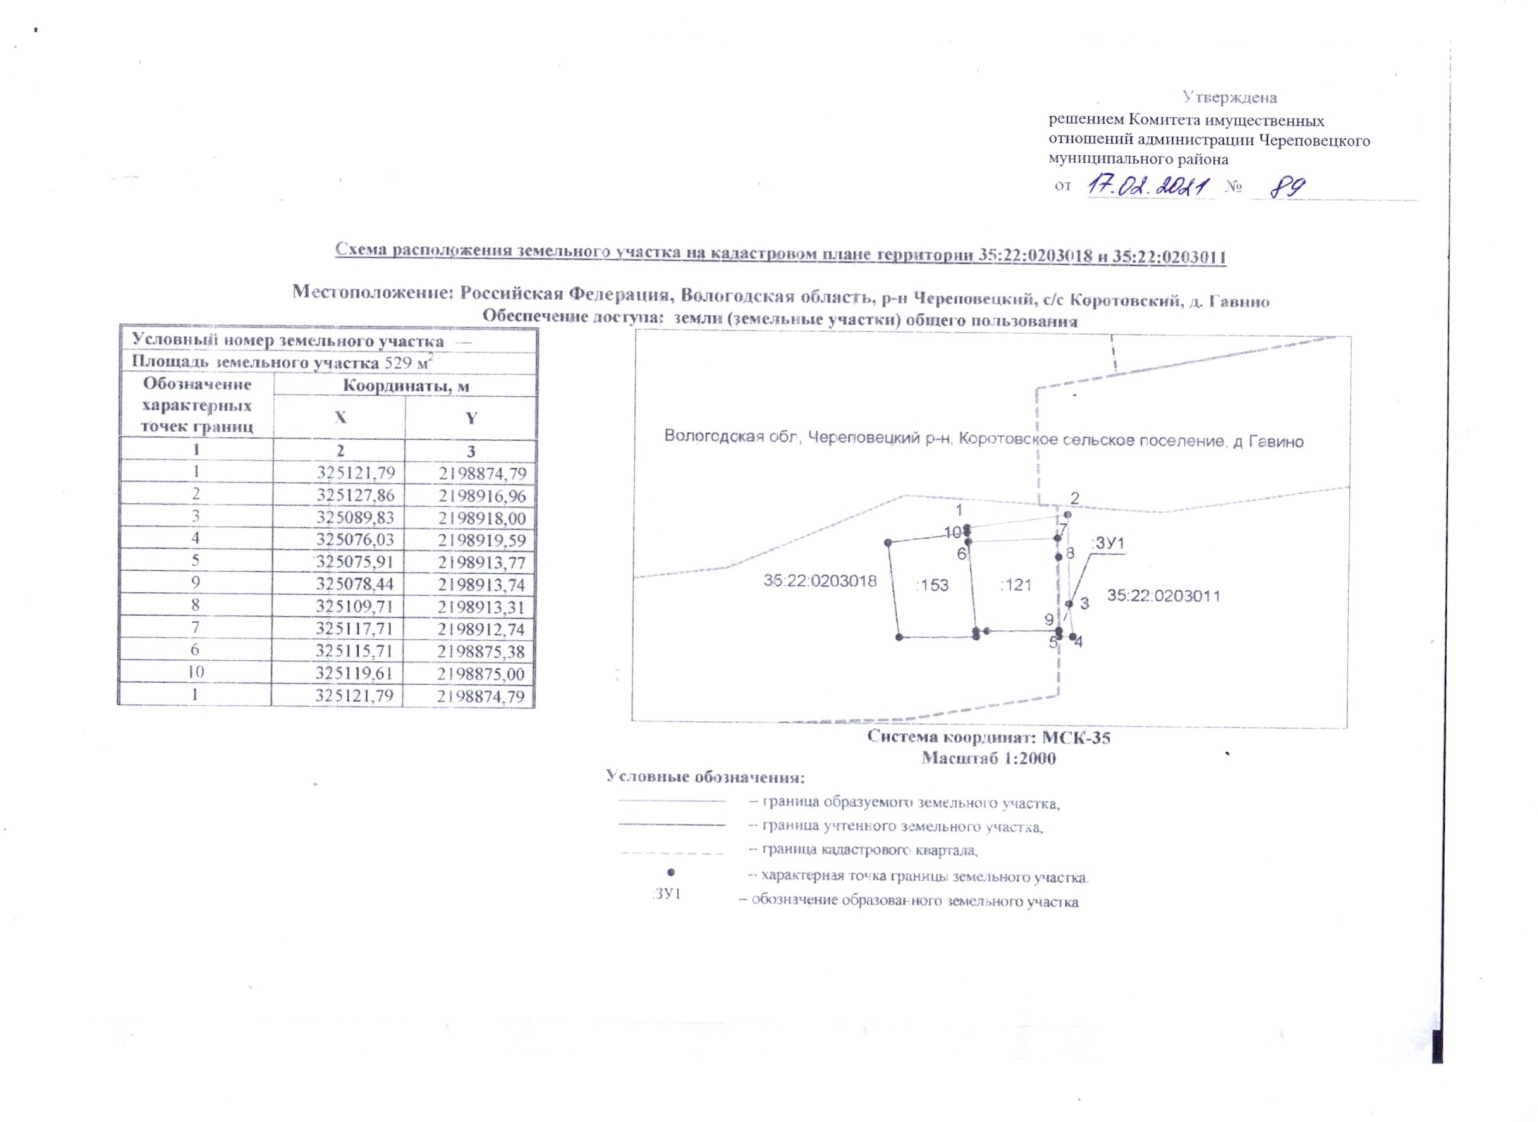 Утверждена
решением Комитета имущественных
отношений администрации Череповецкого
муниципального района
от 17.02.2021 № 89
Схема расположения земельного участка на кадастровом плане территории 35:22:0203018 и 35:22:0203011
Местоположение: Российская Федерация, Вологодская область, р-н Череповецкий, с/с Коротовский, д. Гавино
Обеспечение доступа: земли (земельные участки) общего пользования
Условный номер земельного участка —
Площадь земельного участка 529 м²
Обозначение характерных точек границ Координаты, м
X Y
1 2 3
1 325121,79 2198874,79
2 325127,86 2198916,96
3 325089,83 2198918,00
4 325076,03 2198919,59
5 325075,91 2198913,77
9 325078,44 2198913,74
8 325109,71 2198913,31
7 325117,71 2198912,74
6 325115,71 2198875,38
10 325119,61 2198875,00
1 325121,79 2198874,79
Вологодская обл, Череповецкий р-н, Коротовское сельское поселение, д Гавино
2
1
10
7
6
8
:ЗУ1
35:22:0203018
:153
:121
35:22:0203011
3
9
5
4
Система координат: МСК-35
Масштаб 1:2000
Условные обозначения:
– граница образуемого земельного участка,
– граница учтенного земельного участка,
– граница кадастрового квартала,
– характерная точка границы земельного участка.
:ЗУ1 – обозначение образованного земельного участка